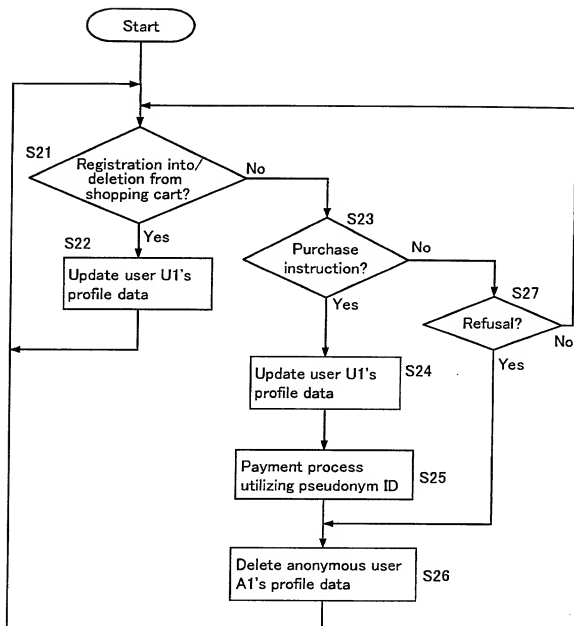 Start
S21
Registration into/
deletion from
shopping cart?
No
Yes
S22
Update user U1's
profile data
S23
Purchase
instruction?
No
Yes
S27
Refusal?
No
Yes
S24
Update user U1's
profile data
Payment process
utilizing pseudonym ID
S25
Delete anonymous user
A1's profile data
S26